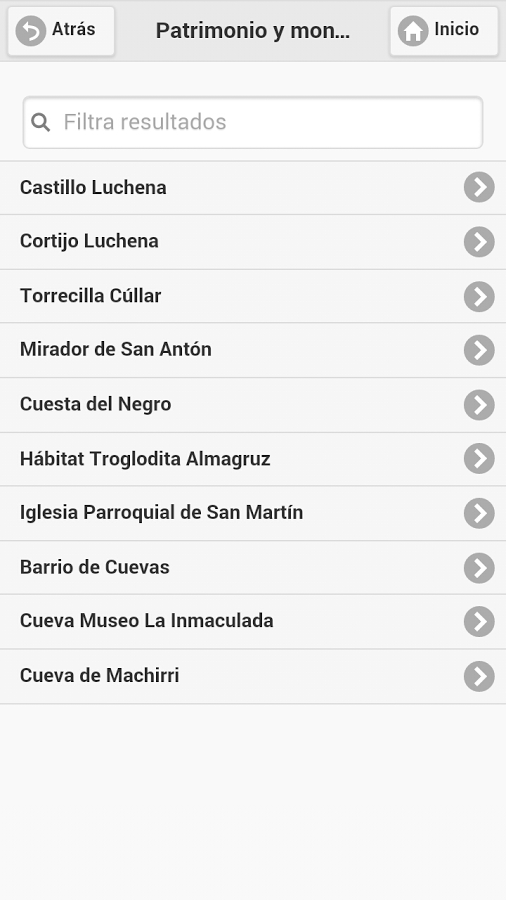 Atrás
Patrimonio y mon...
Inicio
Filtra resultados
Castillo Luchena
Cortijo Luchena
Torrecilla Cúllar
Mirador de San Antón
Cuesta del Negro
Hábitat Troglodita Almagruz
Iglesia Parroquial de San Martín
Barrio de Cuevas
Cueva Museo La Inmaculada
Cueva de Machirri